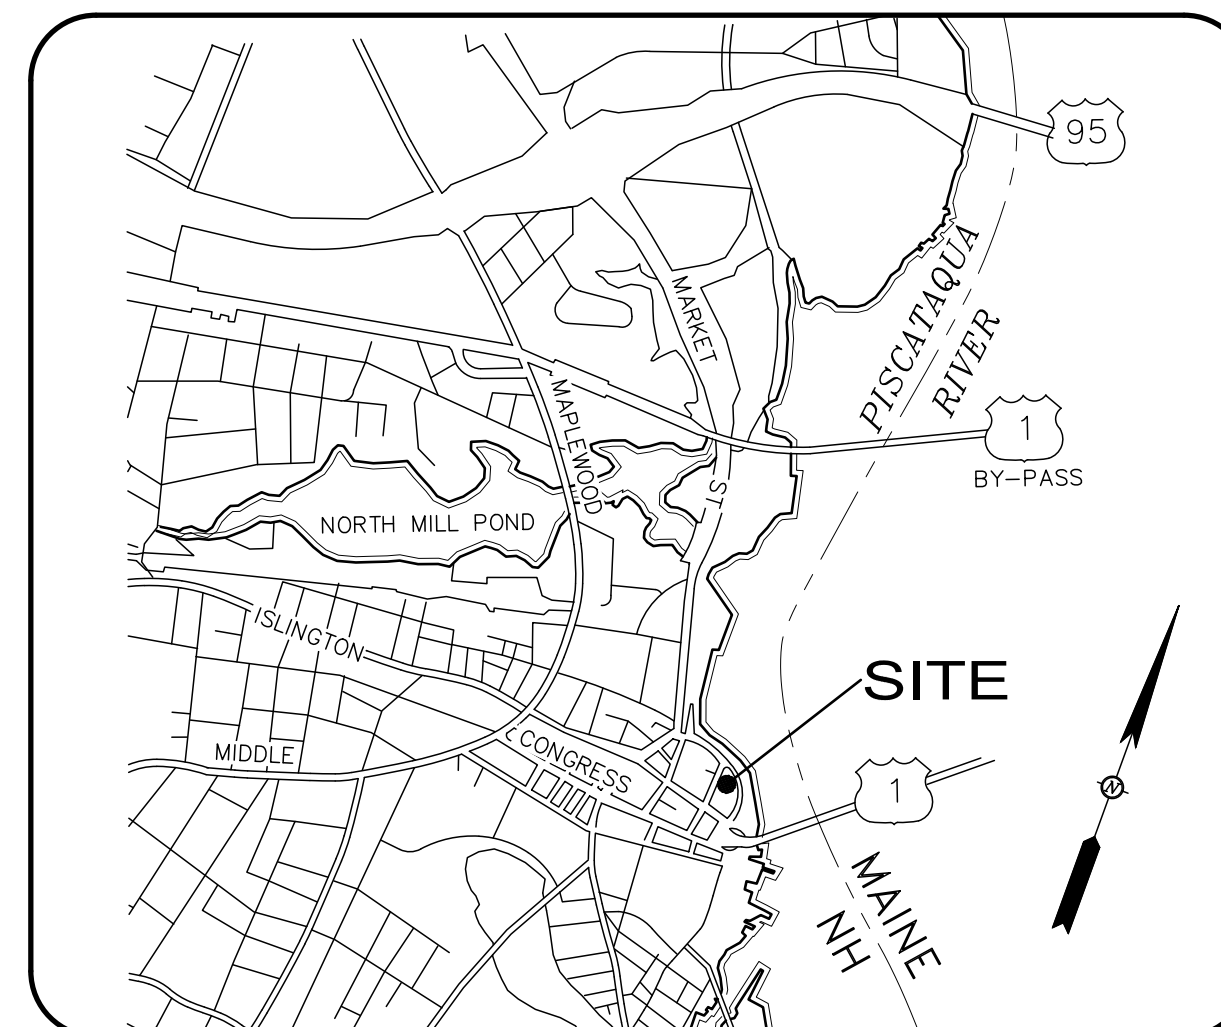 95
PISCATAQUA
RIVER
MARKET
ST
MAPLEWOOD
1
BY-PASS
NORTH MILL POND
ISLINGTON
SITE
MIDDLE
CONGRESS
1
N
MAINE
NH